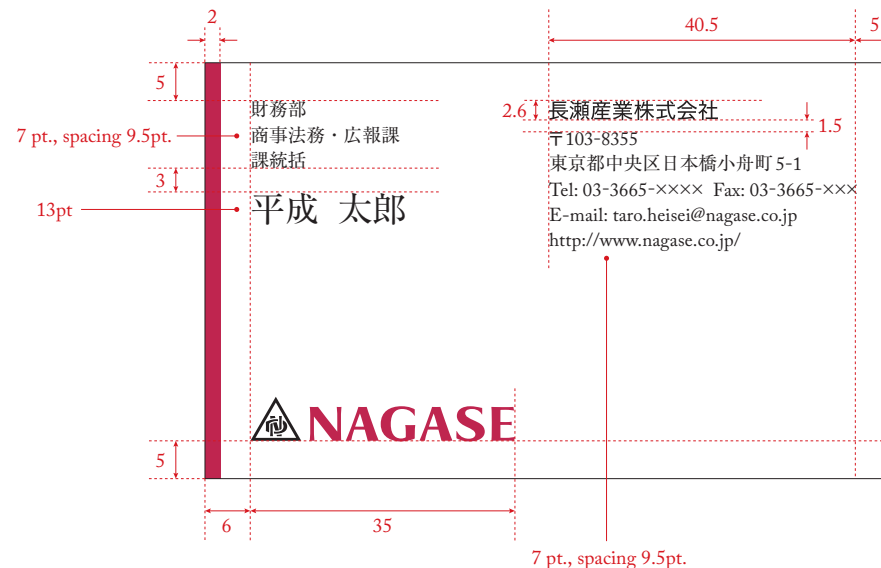 2
40.5
5
5
財務部
商事法務・広報課
課統括
7 pt., spacing 9.5pt.
3
13pt
平成 太郎
2.6
長瀬産業株式会社
1.5
〒103-8355
東京都中央区日本橋小舟町5-1
Tel: 03-3665-×××× Fax: 03-3665-×××
E-mail: taro.heisei@nagase.co.jp
http://www.nagase.co.jp/
NAGASE
5
6
35
7 pt., spacing 9.5pt.